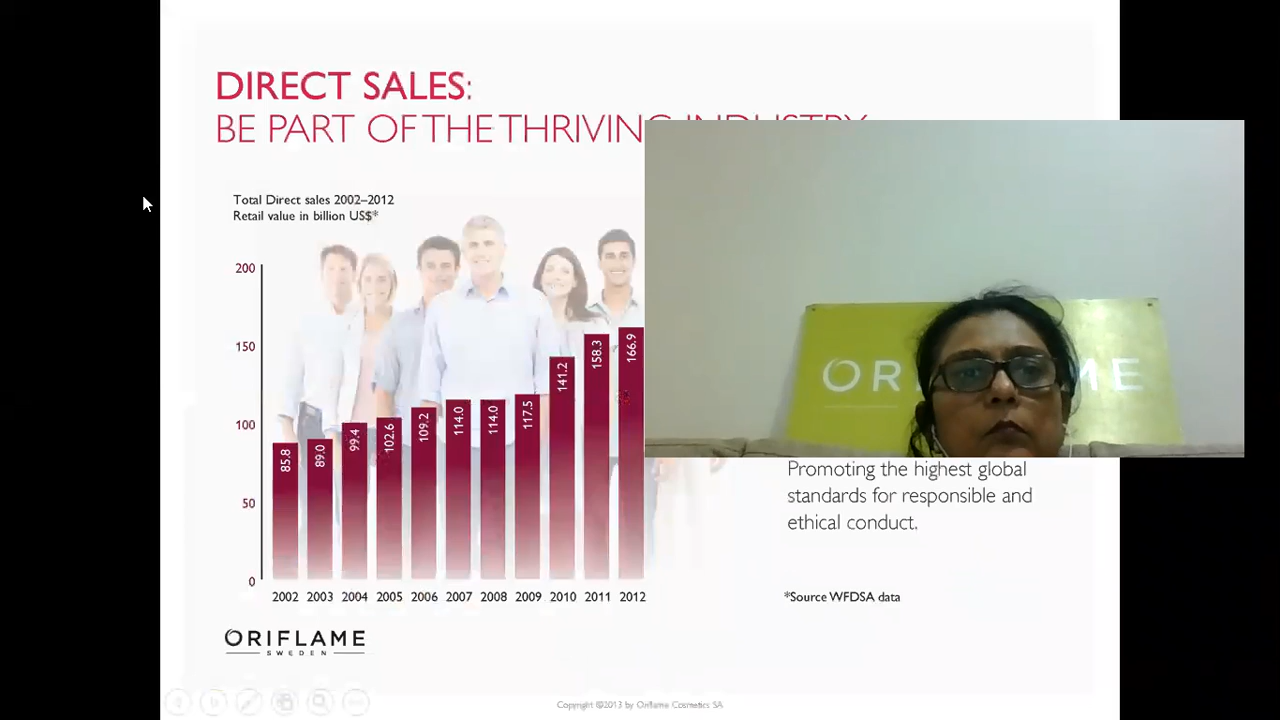 DIRECT SALES:
BE PART OF THE THRIVING INDUSTRY
Total Direct sales 2002–2012
Retail value in billion US$*
200
150
100
50
0
85.8
89.0
99.4
102.6
109.2
114.0
114.0
117.5
141.2
158.3
166.9
2002 2003 2004 2005 2006 2007 2008 2009 2010 2011 2012
ORIFLAME
Promoting the highest global
standards for responsible and
ethical conduct.
*Source WFDSA data
ORIFLAME
SWEDEN
Copyright ©2013 by Oriflame Cosmetics SA